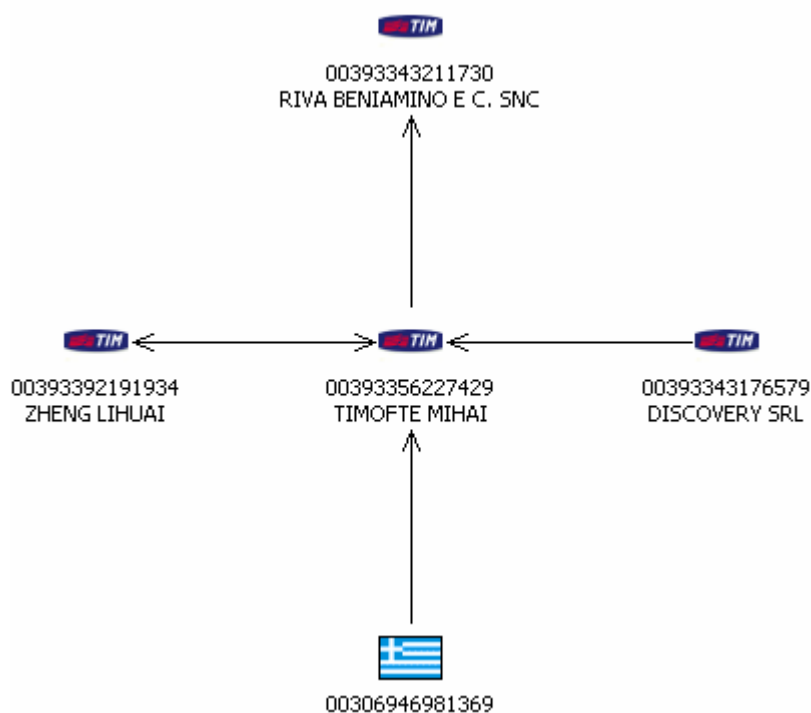 TIM
00393343211730
RIVA BENIAMINO E C. SNC
TIM
TIM
TIM
00393392191934
00393356227429
00393343176579
ZHENG LIHUAI
TIMOFTE MIHAI
DISCOVERY SRL
00306946981369